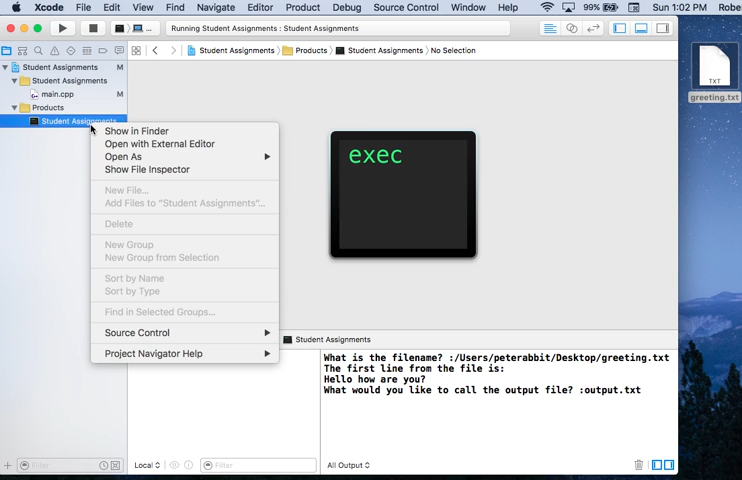 Xcode File Edit View Find Navigate Editor Product Debug Source Control Window Help 99% Sun 1:02 PM Robe
Running Student Assignments : Student Assignments
Student Assignments Products Student Assignments No Selection
Student Assignments M
Student Assignments
main.cpp M
Products
Student Assignments
Show in Finder
Open with External Editor
Open As
Show File Inspector
New File...
Add Files to “Student Assignments”...
Delete
New Group
New Group from Selection
Sort by Name
Sort by Type
Find in Selected Groups...
Source Control
Project Navigator Help
exec
TXT
greeting.txt
Student Assignments
What is the filename? :/Users/peterabbit/Desktop/greeting.txt
The first line from the file is:
Hello how are you?
What would you like to call the output file? :output.txt
Filter
Local
Filter
All Output